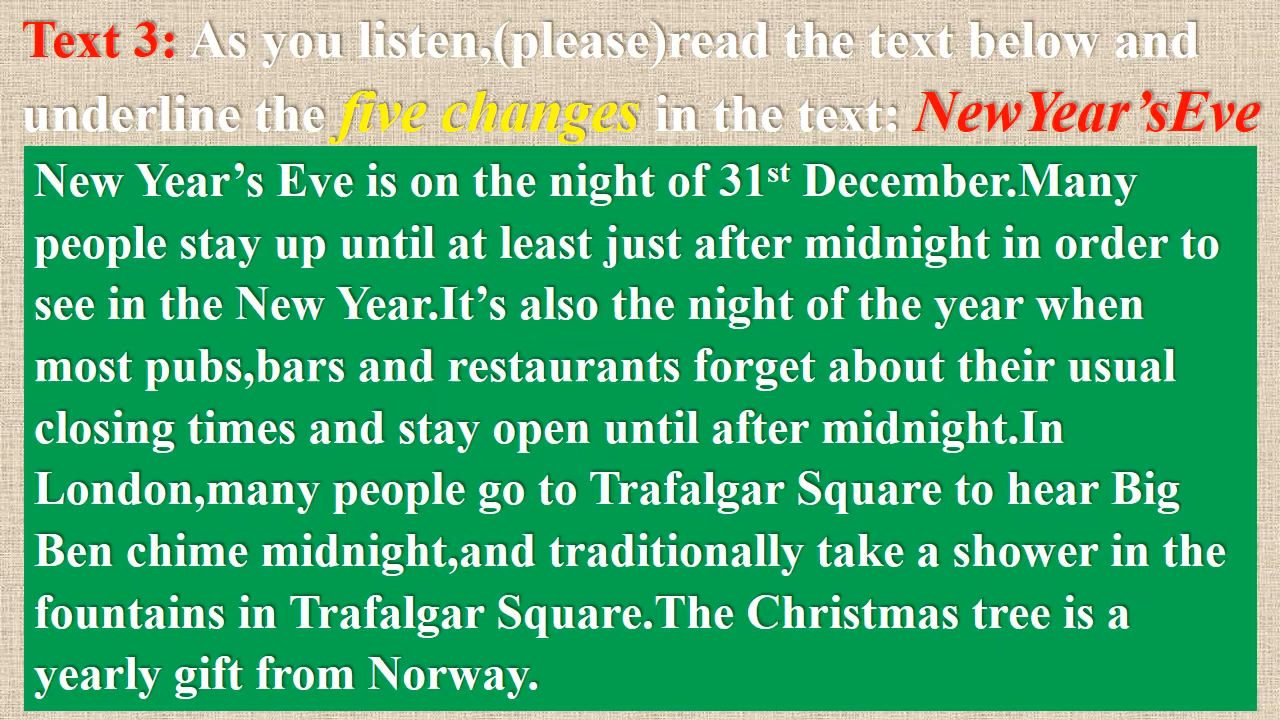 Text 3: As you listen,(please)read the text below and
underline the five changes in the text: NewYear’sEve
New Year’s Eve is on the night of 31st December.Many
people stay up until at least just after midnight in order to
see in the New Year.It’s also the night of the year when
most pubs,bars and restaurants forget about their usual
closing times and stay open until after midnight.In
London,many people go to Trafalgar Square to hear Big
Ben chime midnight,and traditionally take a shower in the
fountains in Trafalgar Square.The Christmas tree is a
yearly gift from Norway.